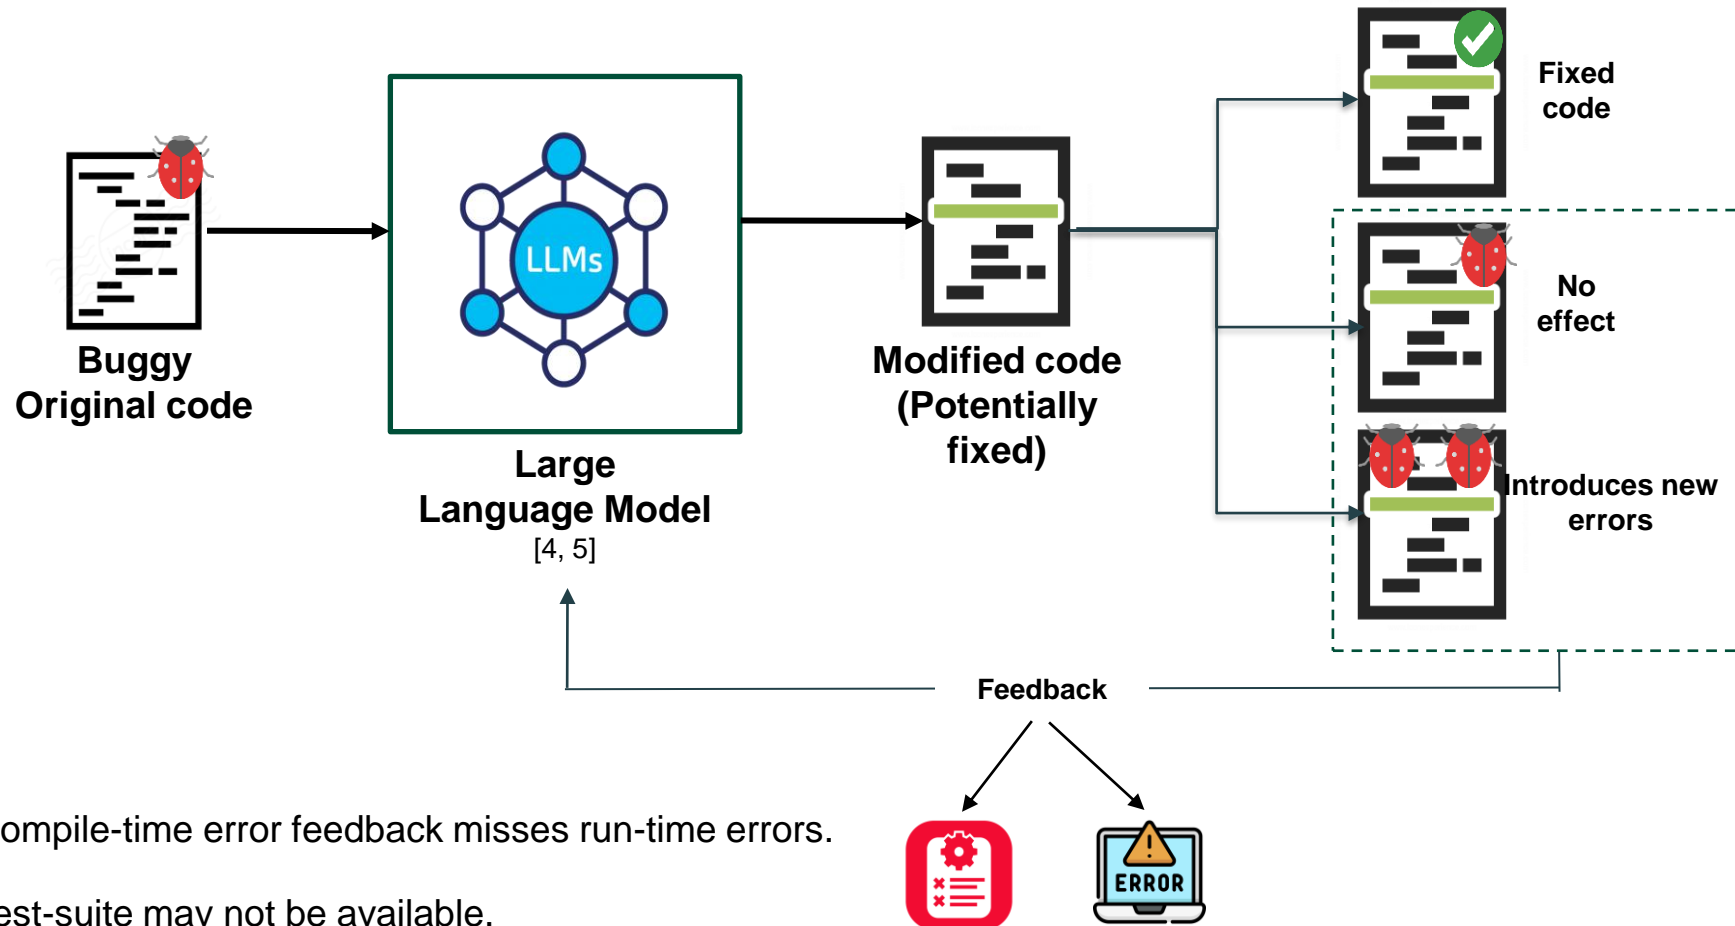 Fixed
code
LLMs
No
effect
Buggy
Original code
Modified code
(Potentially
fixed)
Large
Language Model
[4, 5]
Introduces new
errors
Feedback
ompile-time error feedback misses run-time errors.
ERROR
est-suite may not be available.